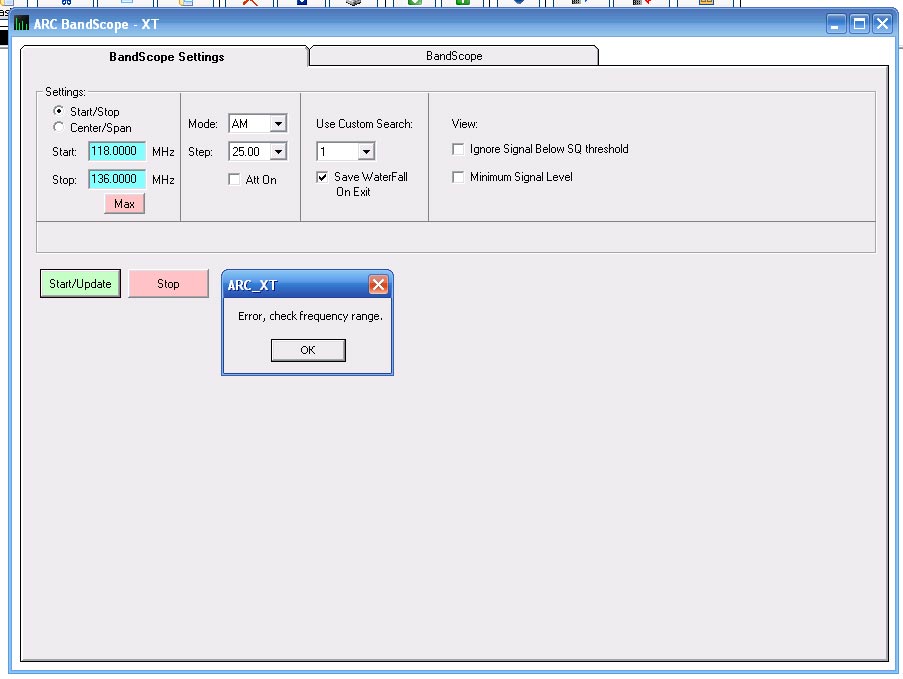 ARC BandScope - XT
BandScope Settings
BandScope
Settings:
Start/Stop
Center/Span
Start: 118.0000 MHz
Stop: 136.0000 MHz
Max
Mode: AM
Step: 25.00
Att On
Use Custom Search:
1
Save WaterFall
On Exit
View:
Ignore Signal Below SQ threshold
Minimum Signal Level
Start/Update
Stop
ARC_XT
Error, check frequency range.
OK